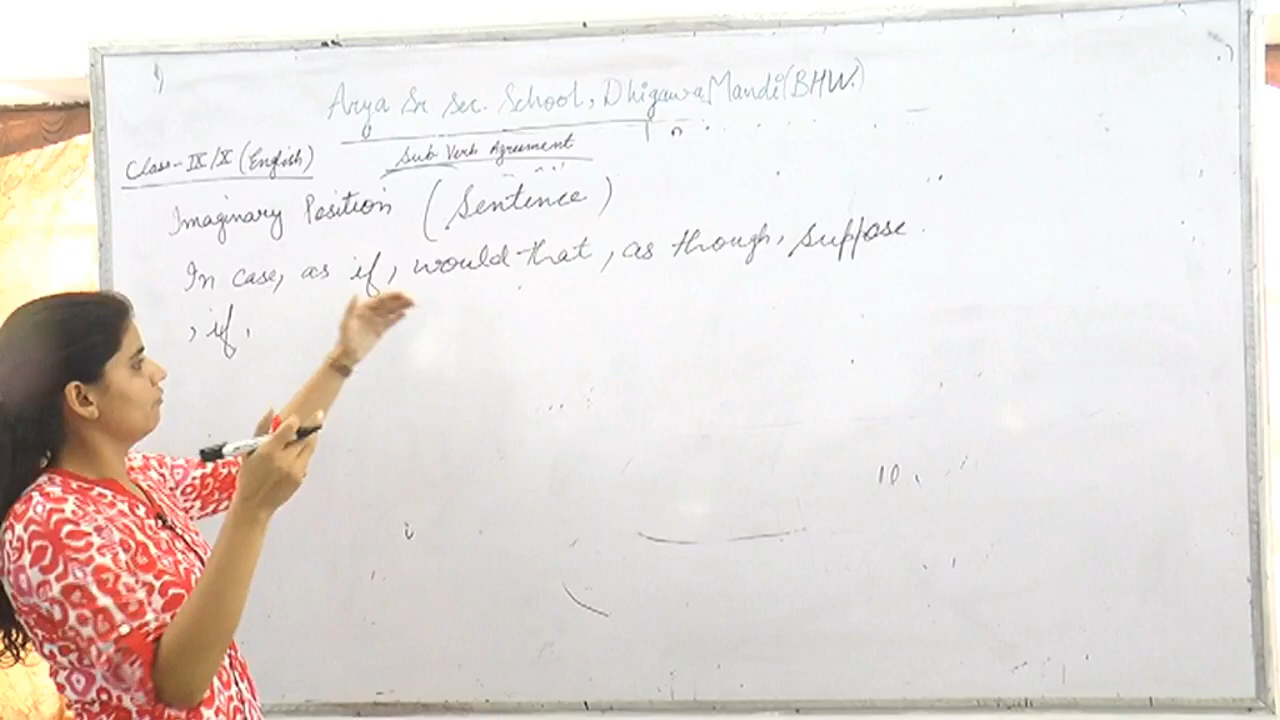 Arya Sr. Sec. School, Dhigawa Mandi (BHW.)
Class-IX/X (English)
Sub Verb Agreement
Imaginary Position (Sentence)
In case, as if, would that, as though, suppose
, if.
10.